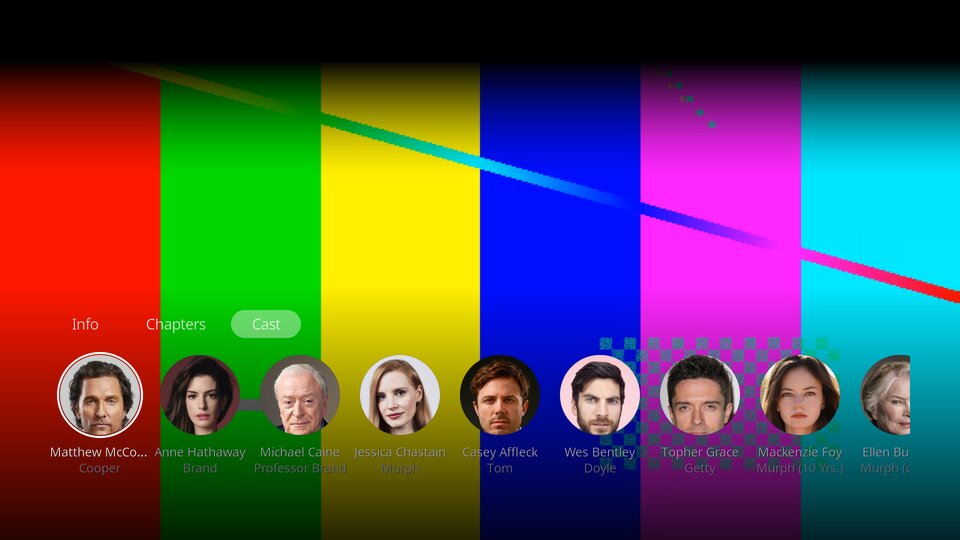 Info Chapters Cast
Matthew McCo... Anne Hathaway Michael Caine Jessica Chastain Casey Affleck Wes Bentley Topher Grace Mackenzie Foy Ellen Bu
Cooper Brand Professor Brand Murph Tom Doyle Getty Murph (10 Yrs.) Murph (